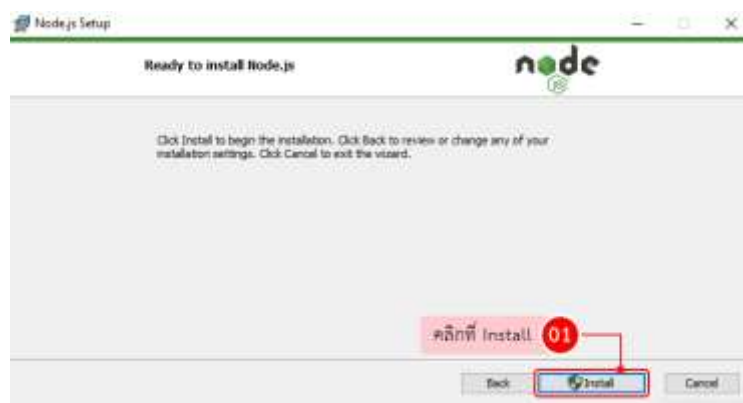 Node.js Setup
Ready to install Node.js
node
JS
Click Install to begin the installation. Click Back to review or change any of your
installation settings. Click Cancel to exit the wizard.
คลิกที่ Install 01
Back Install Cancel